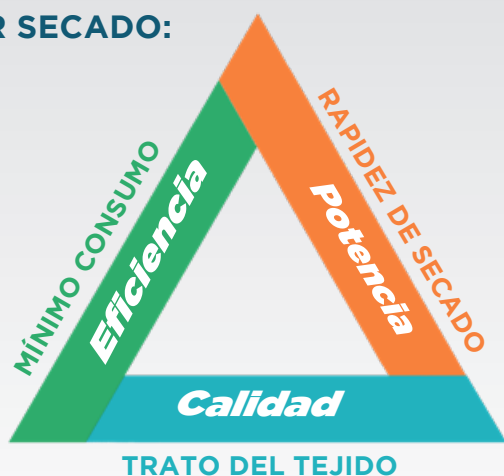 R SECADO:
MÍNIMO CONSUMO
Eficiencia
RAPIDEZ DE SECADO
Potencia
Calidad
TRATO DEL TEJIDO